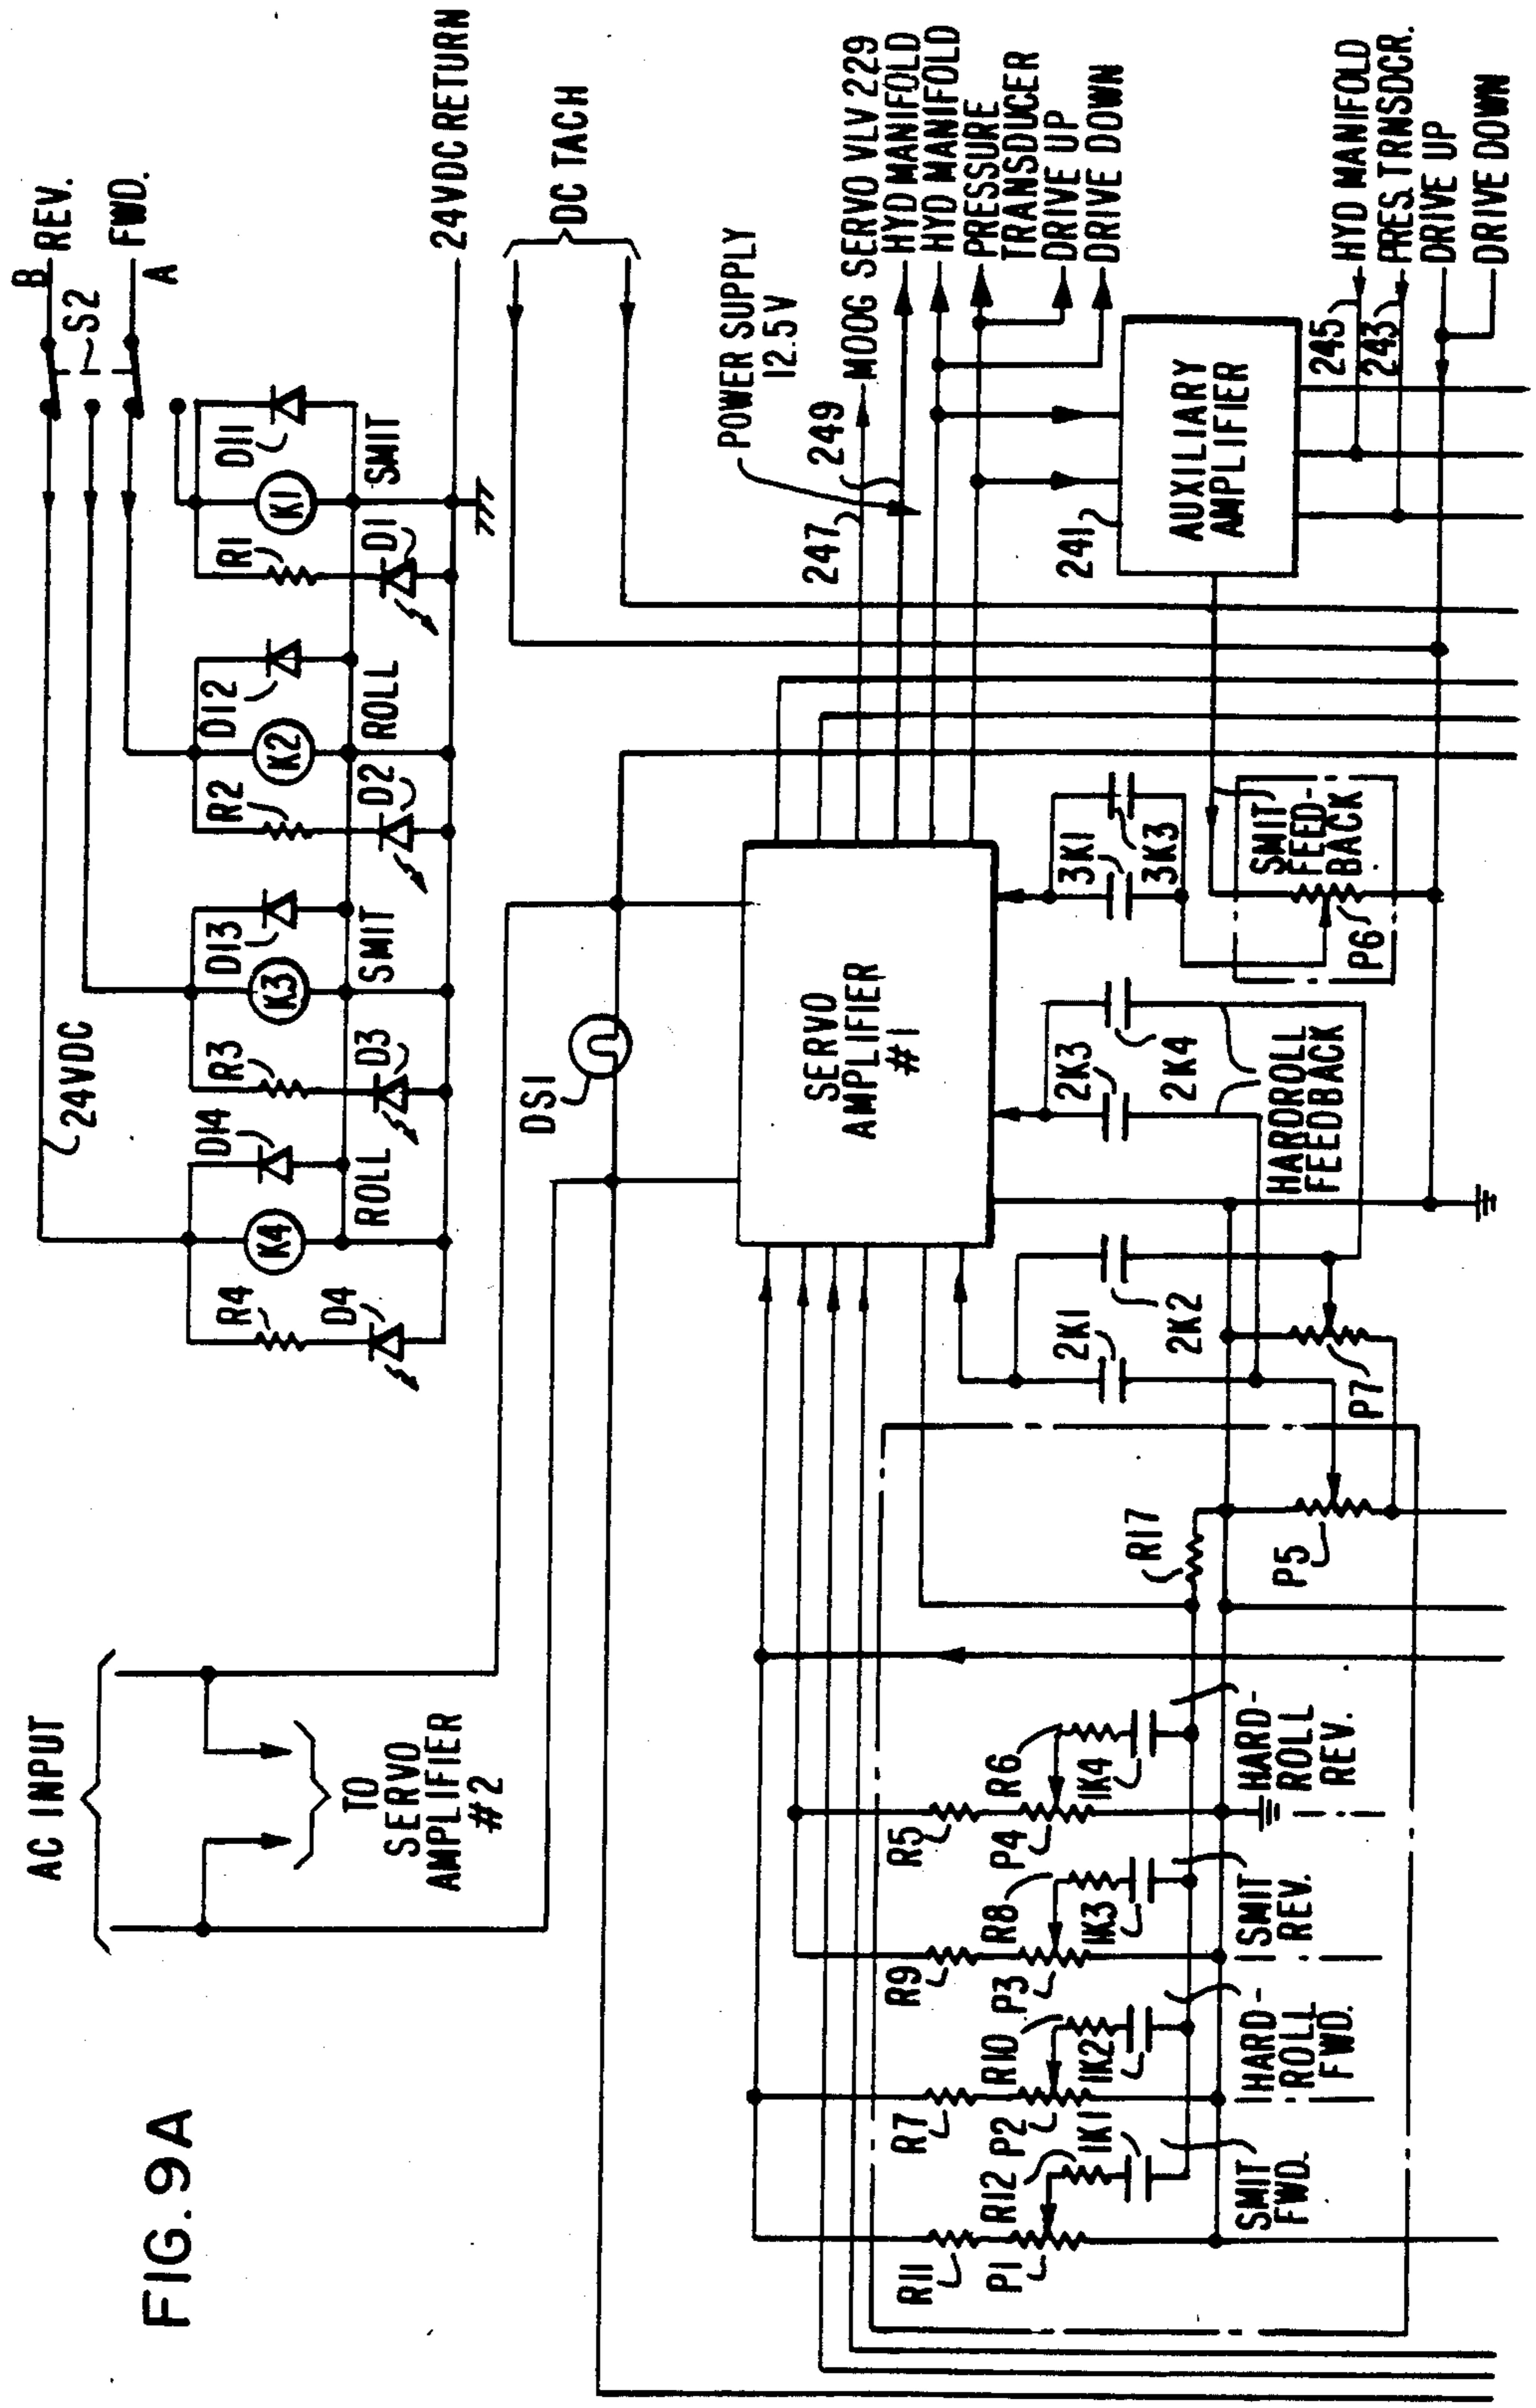 FIG. 9A
AC INPUT
TO
SERVO
AMPLIFIER
#2
24VDC
B REV.
S2
FWD.
A
R4
D4
K4
D14
ROLL
R3
D3
K3
D13
SMIT
R2
D2
K2
D12
ROLL
R1
D1
K1
D11
SMIT
24VDC RETURN
DC TACH
DS1
SERVO
AMPLIFIER
#1
POWER SUPPLY
12.5V
247
249
MOOG SERVO VLV 229
HYD MANIFOLD
HYD MANIFOLD
PRESSURE
TRANSDUCER
DRIVE UP
DRIVE DOWN
241
AUXILIARY
AMPLIFIER
245
243
HYD MANIFOLD
PRES. TRNSDCR.
DRIVE UP
DRIVE DOWN
R11
P1
R12
1K1
SMIT
FWD.
R7
P2
R10
1K2
HARD-
ROLL
FWD.
R9
P3
R8
1K3
SMIT
REV.
R5
P4
R6
1K4
HARD-
ROLL
REV.
R17
P5
P7
2K1
2K2
2K3
2K4
HARDROLL
FEEDBACK
3K1
3K3
SMIT
FEED-
BACK
P6